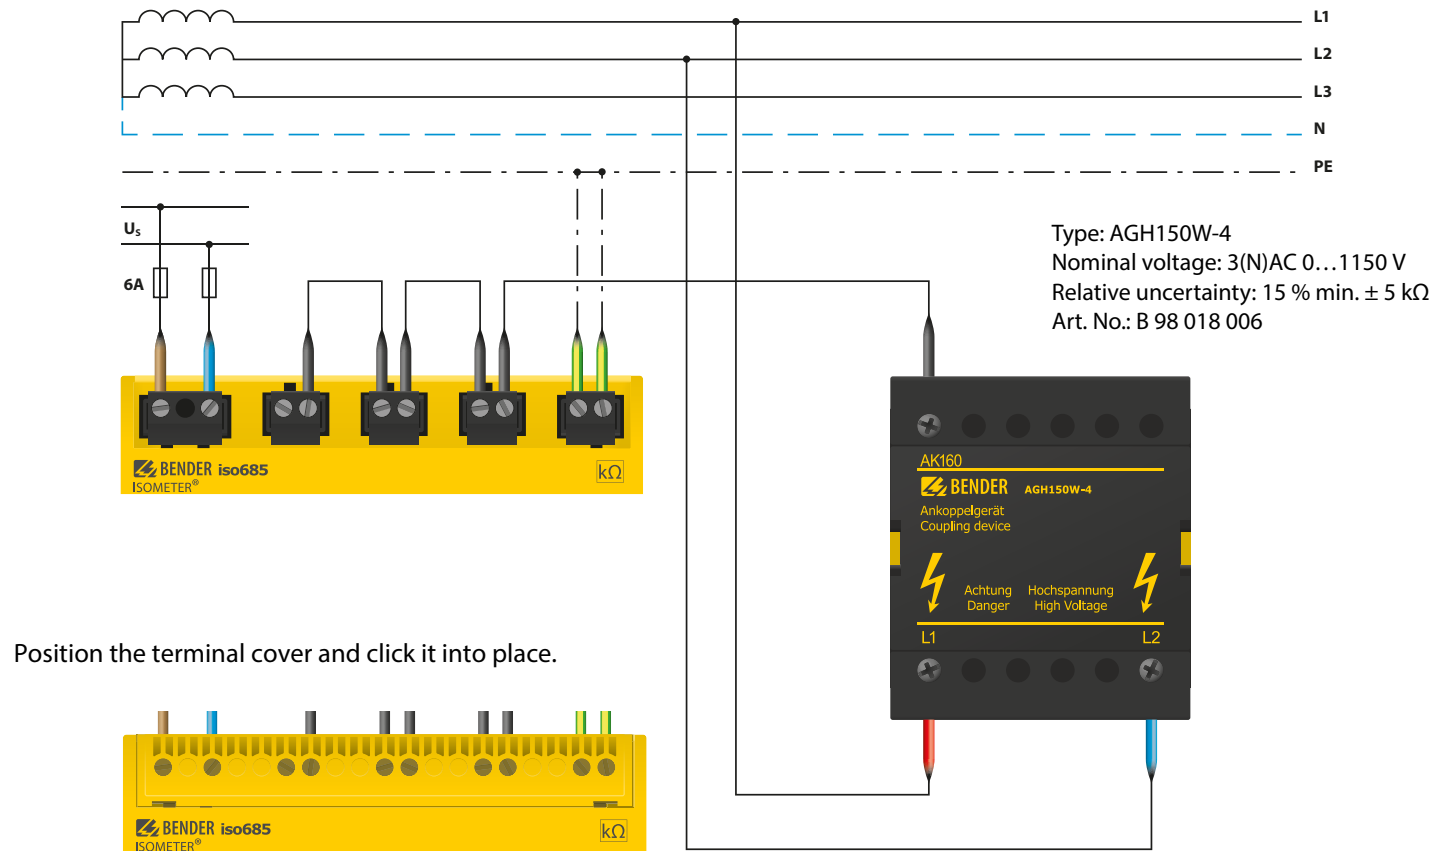 L1
L2
L3
N
PE
Us
6A
Type: AGH150W-4
Nominal voltage: 3(N)AC 0…1150 V
Relative uncertainty: 15 % min. ± 5 kΩ
Art. No.: B 98 018 006
BENDER iso685
ISOMETER®
kΩ
AK160
BENDER AGH150W-4
Ankoppelgerät
Coupling device
Achtung Hochspannung
Danger High Voltage
L1 L2
Position the terminal cover and click it into place.
BENDER iso685
ISOMETER®
kΩ